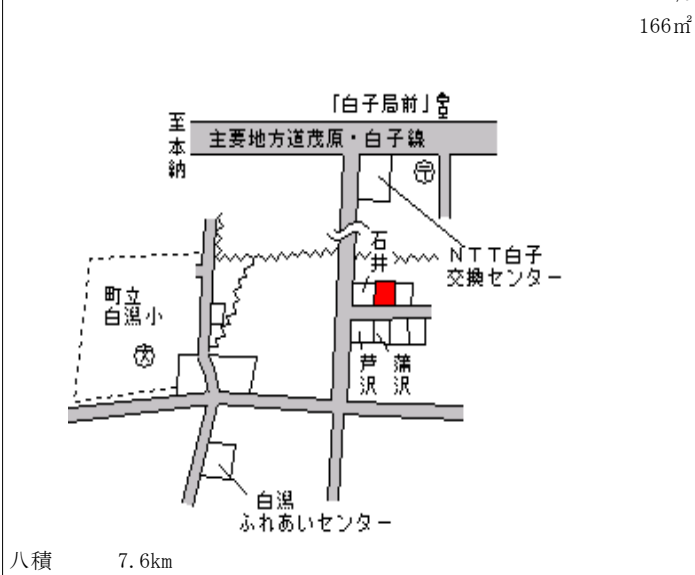 166㎡
「白子局前」
至本納
主要地方道茂原・白子線
〒
石井
NTT白子
交換センター
町立
白潟小
文
芦沢
蒲沢
白潟
ふれあいセンター
八積 7.6km